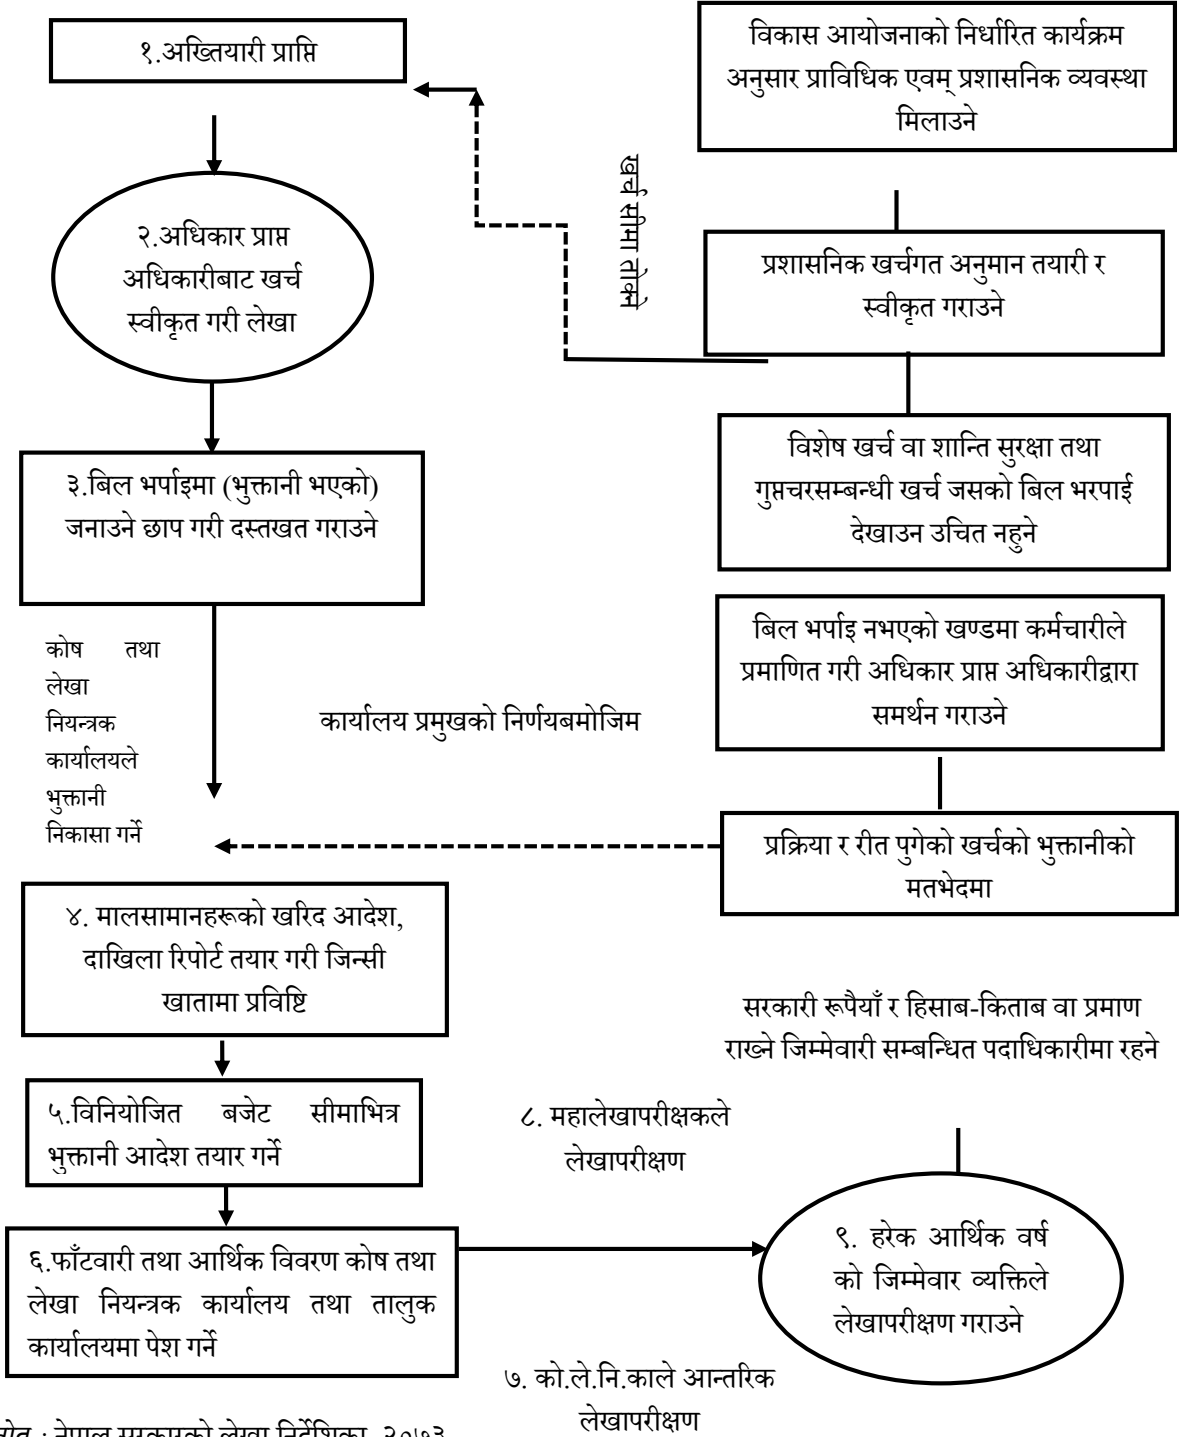 १.अख्तियारी प्राप्ति
विकास आयोजनाको निर्धारित कार्यक्रम
अनुसार प्राविधिक एवम् प्रशासनिक व्यवस्था
मिलाउने
खर्च सीमा तोक्ने
२.अधिकार प्राप्त
अधिकारीबाट खर्च
स्वीकृत गरी लेखा
प्रशासनिक खर्चगत अनुमान तयारी र
स्वीकृत गराउने
३.बिल भर्पाइमा (भुक्तानी भएको)
जनाउने छाप गरी दस्तखत गराउने
विशेष खर्च वा शान्ति सुरक्षा तथा
गुप्तचरसम्बन्धी खर्च जसको बिल भरपाई
देखाउन उचित नहुने
बिल भर्पाइ नभएको खण्डमा कर्मचारीले
प्रमाणित गरी अधिकार प्राप्त अधिकारीद्वारा
समर्थन गराउने
कोष तथा
लेखा
नियन्त्रक
कार्यालयले
भुक्तानी
निकासा गर्ने
कार्यालय प्रमुखको निर्णयबमोजिम
प्रक्रिया र रीत पुगेको खर्चको भुक्तानीको
मतभेदमा
४. मालसामानहरूको खरिद आदेश,
दाखिला रिपोर्ट तयार गरी जिन्सी
खातामा प्रविष्टि
सरकारी रूपैयाँ र हिसाब-किताब वा प्रमाण
राख्ने जिम्मेवारी सम्बन्धित पदाधिकारीमा रहने
५.विनियोजित बजेट सीमाभित्र
भुक्तानी आदेश तयार गर्ने
८. महालेखापरीक्षकले
लेखापरीक्षण
६.फाँटवारी तथा आर्थिक विवरण कोष तथा
लेखा नियन्त्रक कार्यालय तथा तालुक
कार्यालयमा पेश गर्ने
९. हरेक आर्थिक वर्ष
को जिम्मेवार व्यक्तिले
लेखापरीक्षण गराउने
७. को.ले.नि.काले आन्तरिक
लेखापरीक्षण
: नेपाल सरकारको लेखा निर्देशिका, २०७३